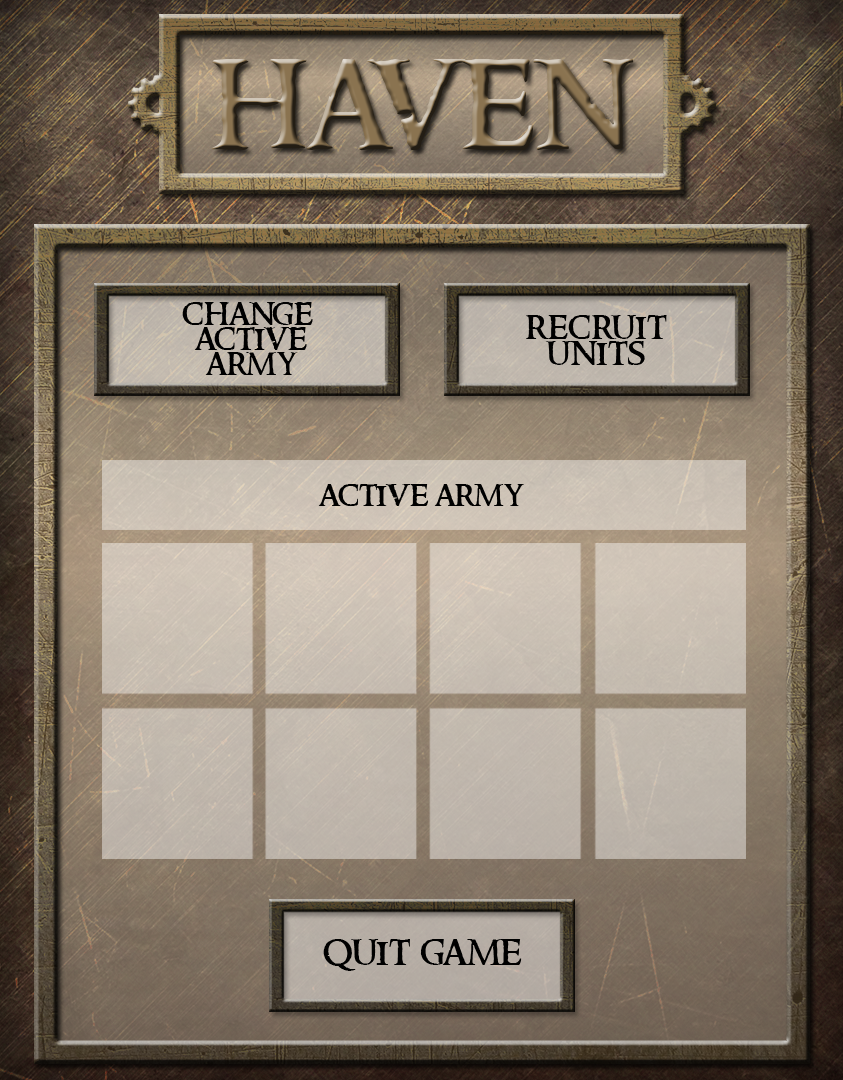 HAVEN
CHANGE
ACTIVE
ARMY
RECRUIT
UNITS
ACTIVE ARMY
QUIT GAME